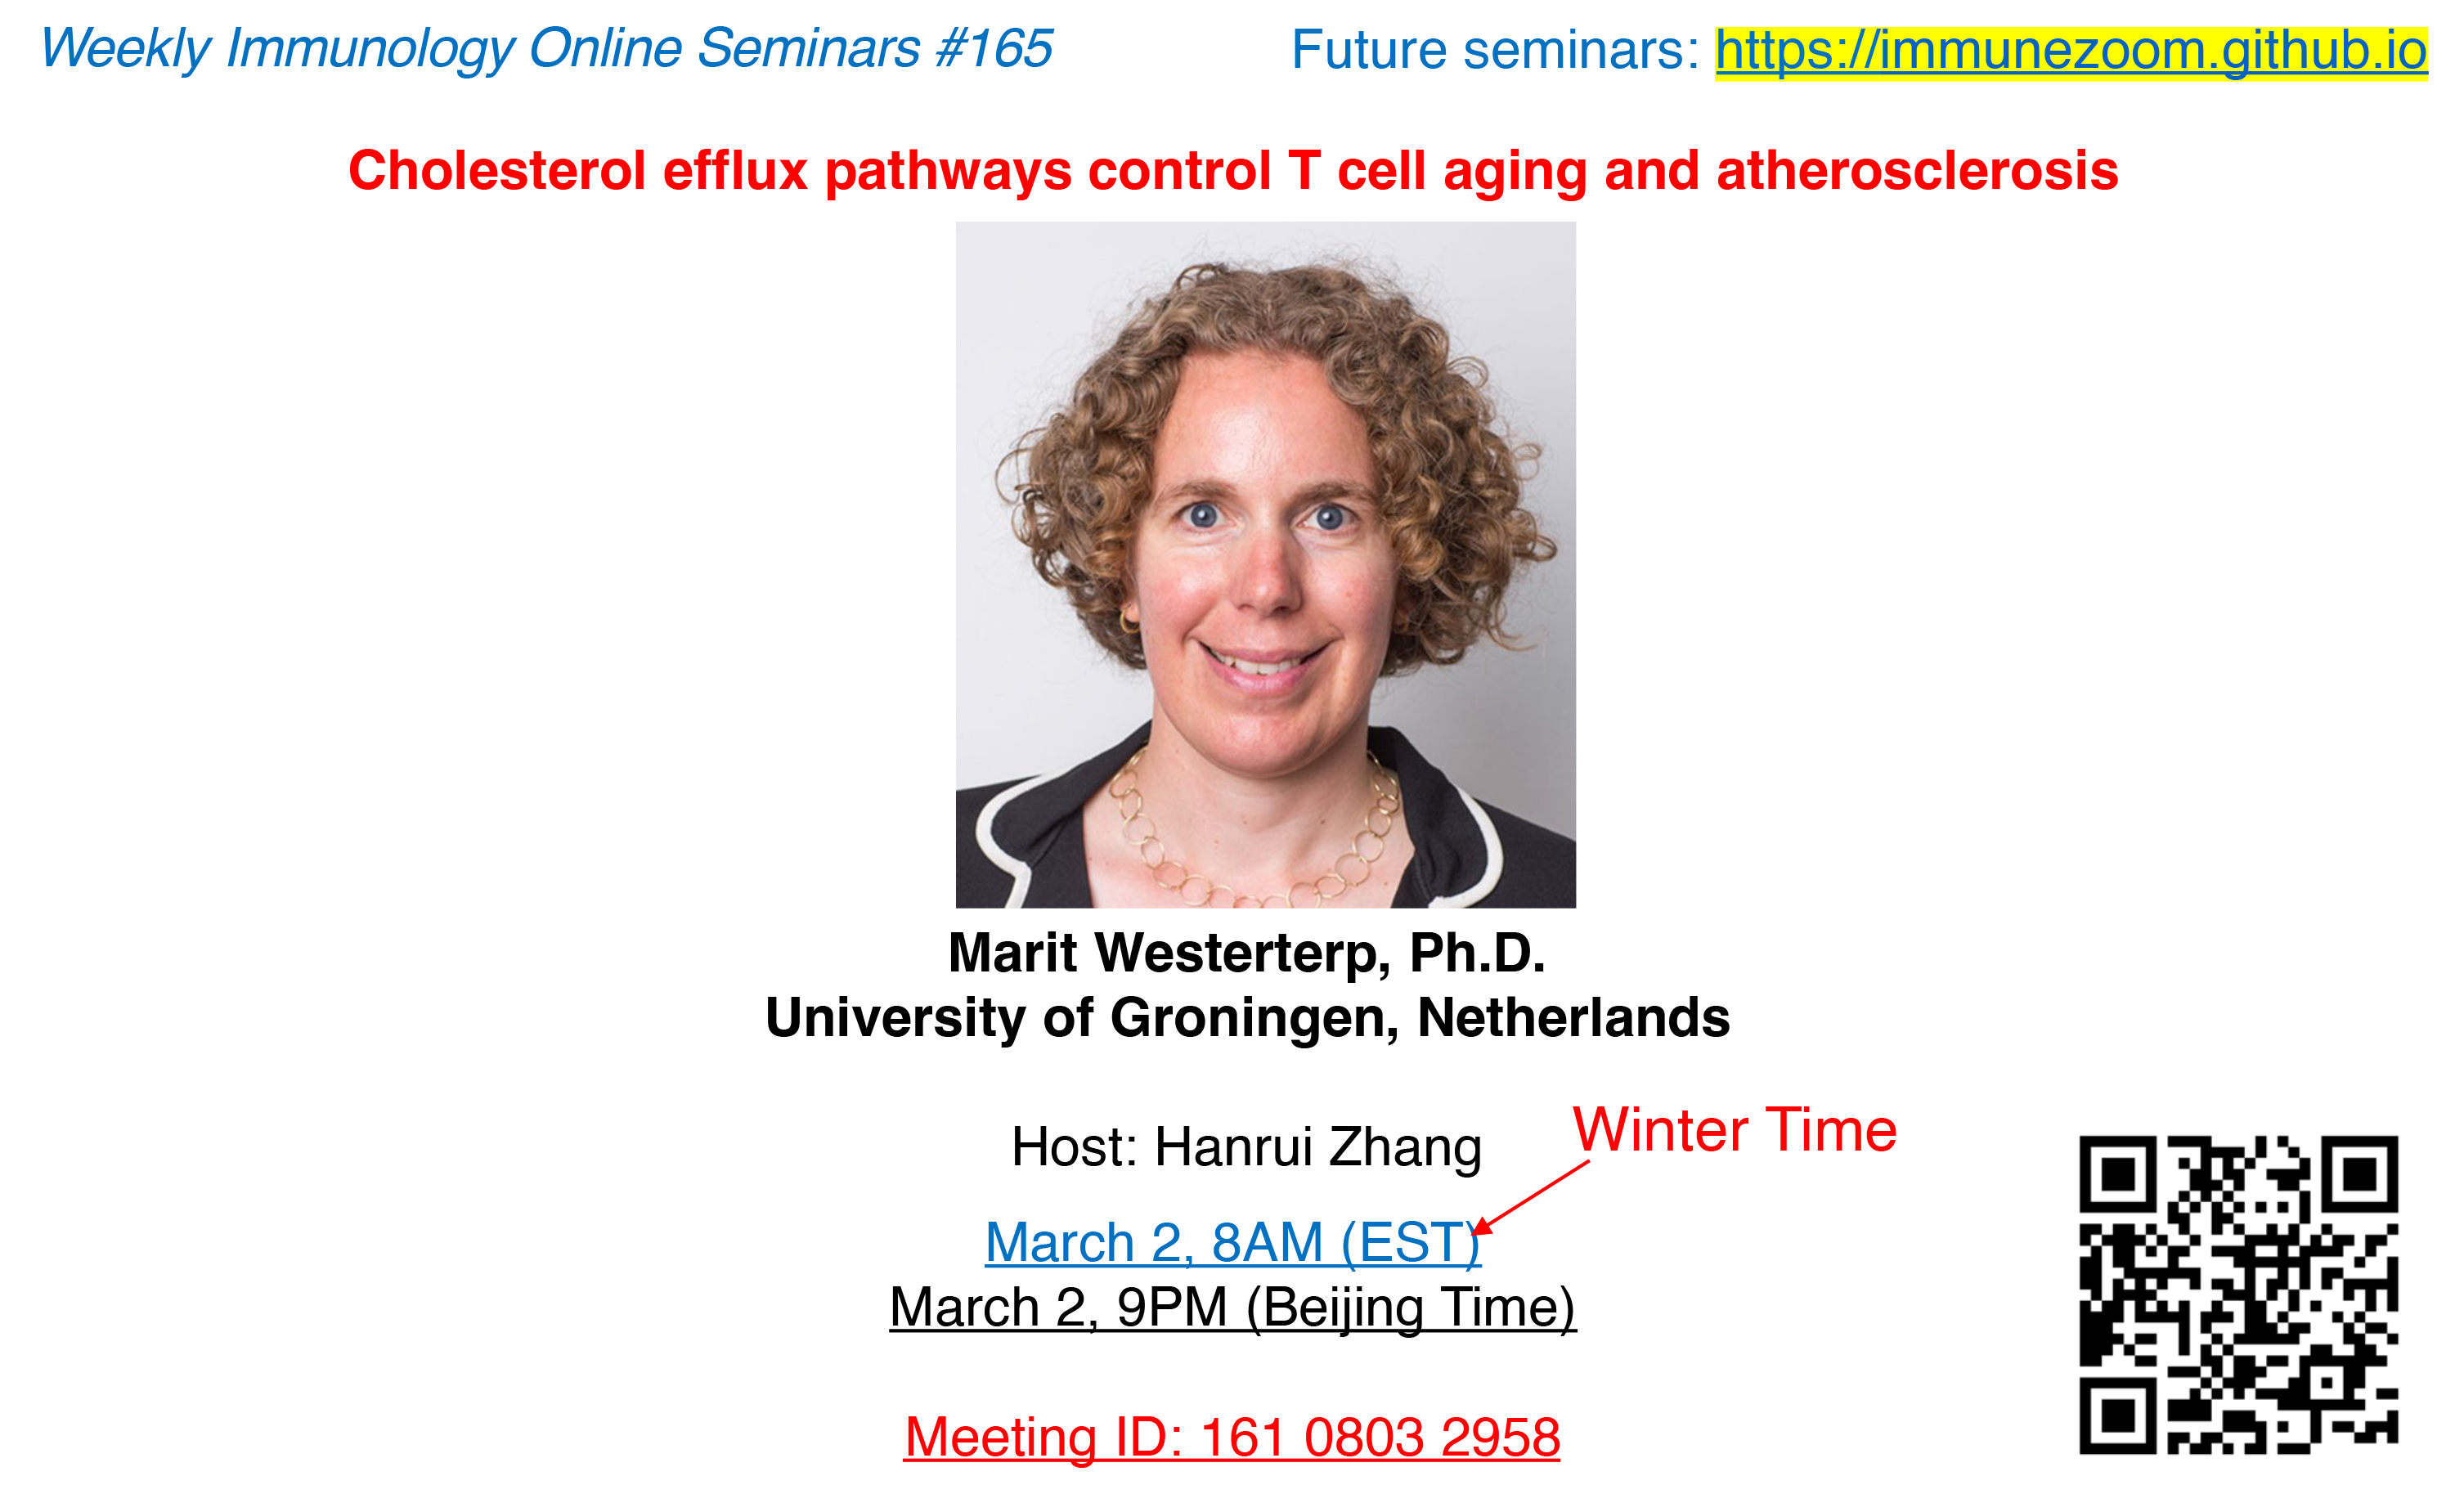 Weekly Immunology Online Seminars #165
Future seminars: https://immunezoom.github.io
Cholesterol efflux pathways control T cell aging and atherosclerosis
Marit Westerterp, Ph.D.
University of Groningen, Netherlands
Host: Hanrui Zhang
Winter Time
March 2, 8AM (EST)
March 2, 9PM (Beijing Time)
Meeting ID: 161 0803 2958